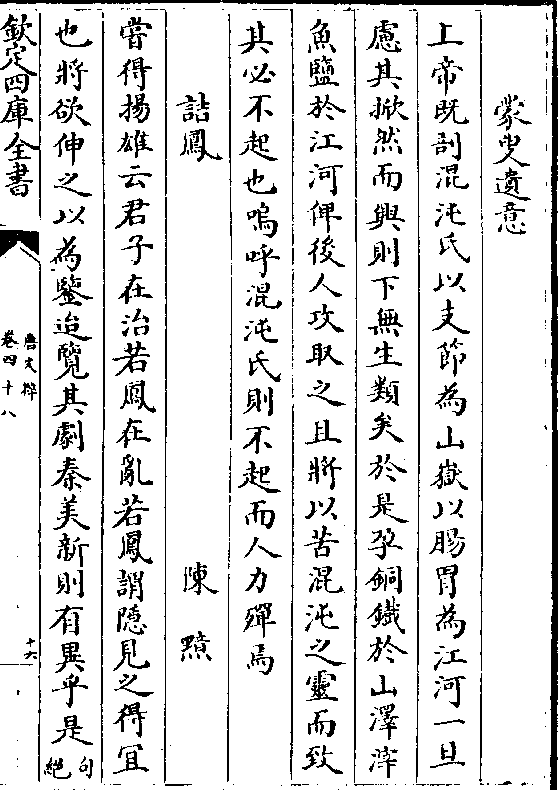 蒙叟遺意
上帝既剖混沌氏以支節為山嶽以腸胃為江河一旦
慮其掀然而興則下無生類矣於是孕銅鐵於山澤滓
魚鹽於江河俾後人攻取之且將以苦混沌之靈而致
其必不起也嗚呼混沌氏則不起而人力殫焉
詰鳳 陳黯
嘗得揚雄云君子在治若鳳在亂若鳳謂隱見之得宜
也將欲伸之以為鑒迨覽其劇秦美新則有異乎是絕句
欽定四庫全書
唐文粹
卷四十八
十六